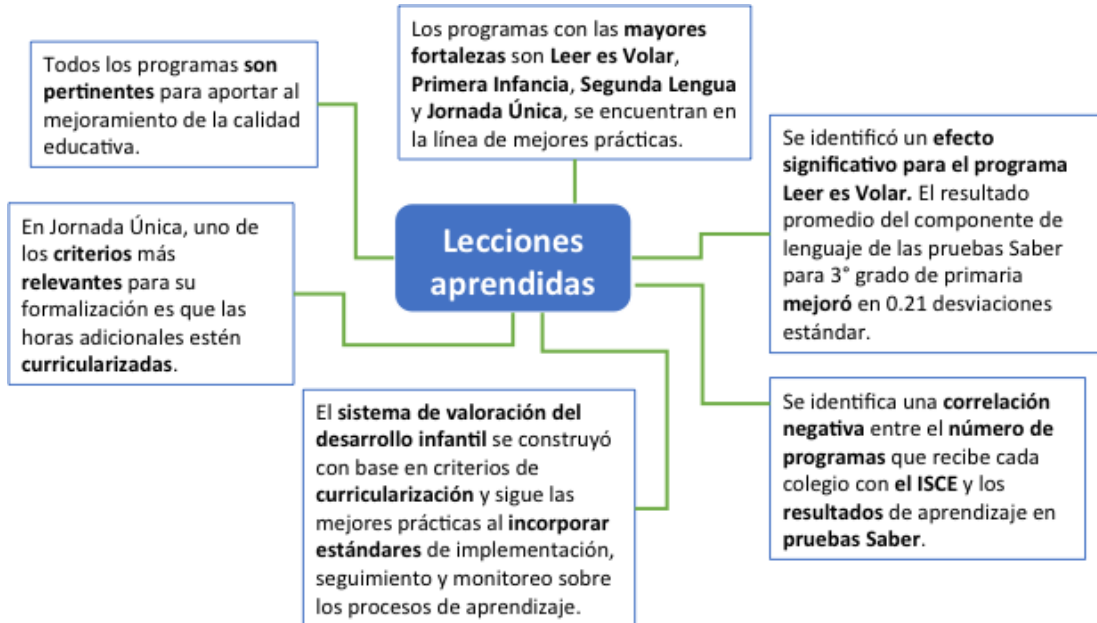 Todos los programas son
pertinentes para aportar al
mejoramiento de la calidad
educativa.
Los programas con las mayores
fortalezas son Leer es Volar,
Primera Infancia, Segunda Lengua
y Jornada Única, se encuentran en
la línea de mejores prácticas.
Se identificó un efecto
significativo para el programa
Leer es Volar. El resultado
promedio del componente de
lenguaje de las pruebas Saber
para 3° grado de primaria
mejoró en 0.21 desviaciones
estándar.
En Jornada Única, uno de
los criterios más
relevantes para su
formalización es que las
horas adicionales estén
curricularizadas.
Lecciones
aprendidas
El sistema de valoración del
desarrollo infantil se construyó
con base en criterios de
curricularización y sigue las
mejores prácticas al incorporar
estándares de implementación,
seguimiento y monitoreo sobre
los procesos de aprendizaje.
Se identifica una correlación
negativa entre el número de
programas que recibe cada
colegio con el ISCE y los
resultados de aprendizaje en
pruebas Saber.